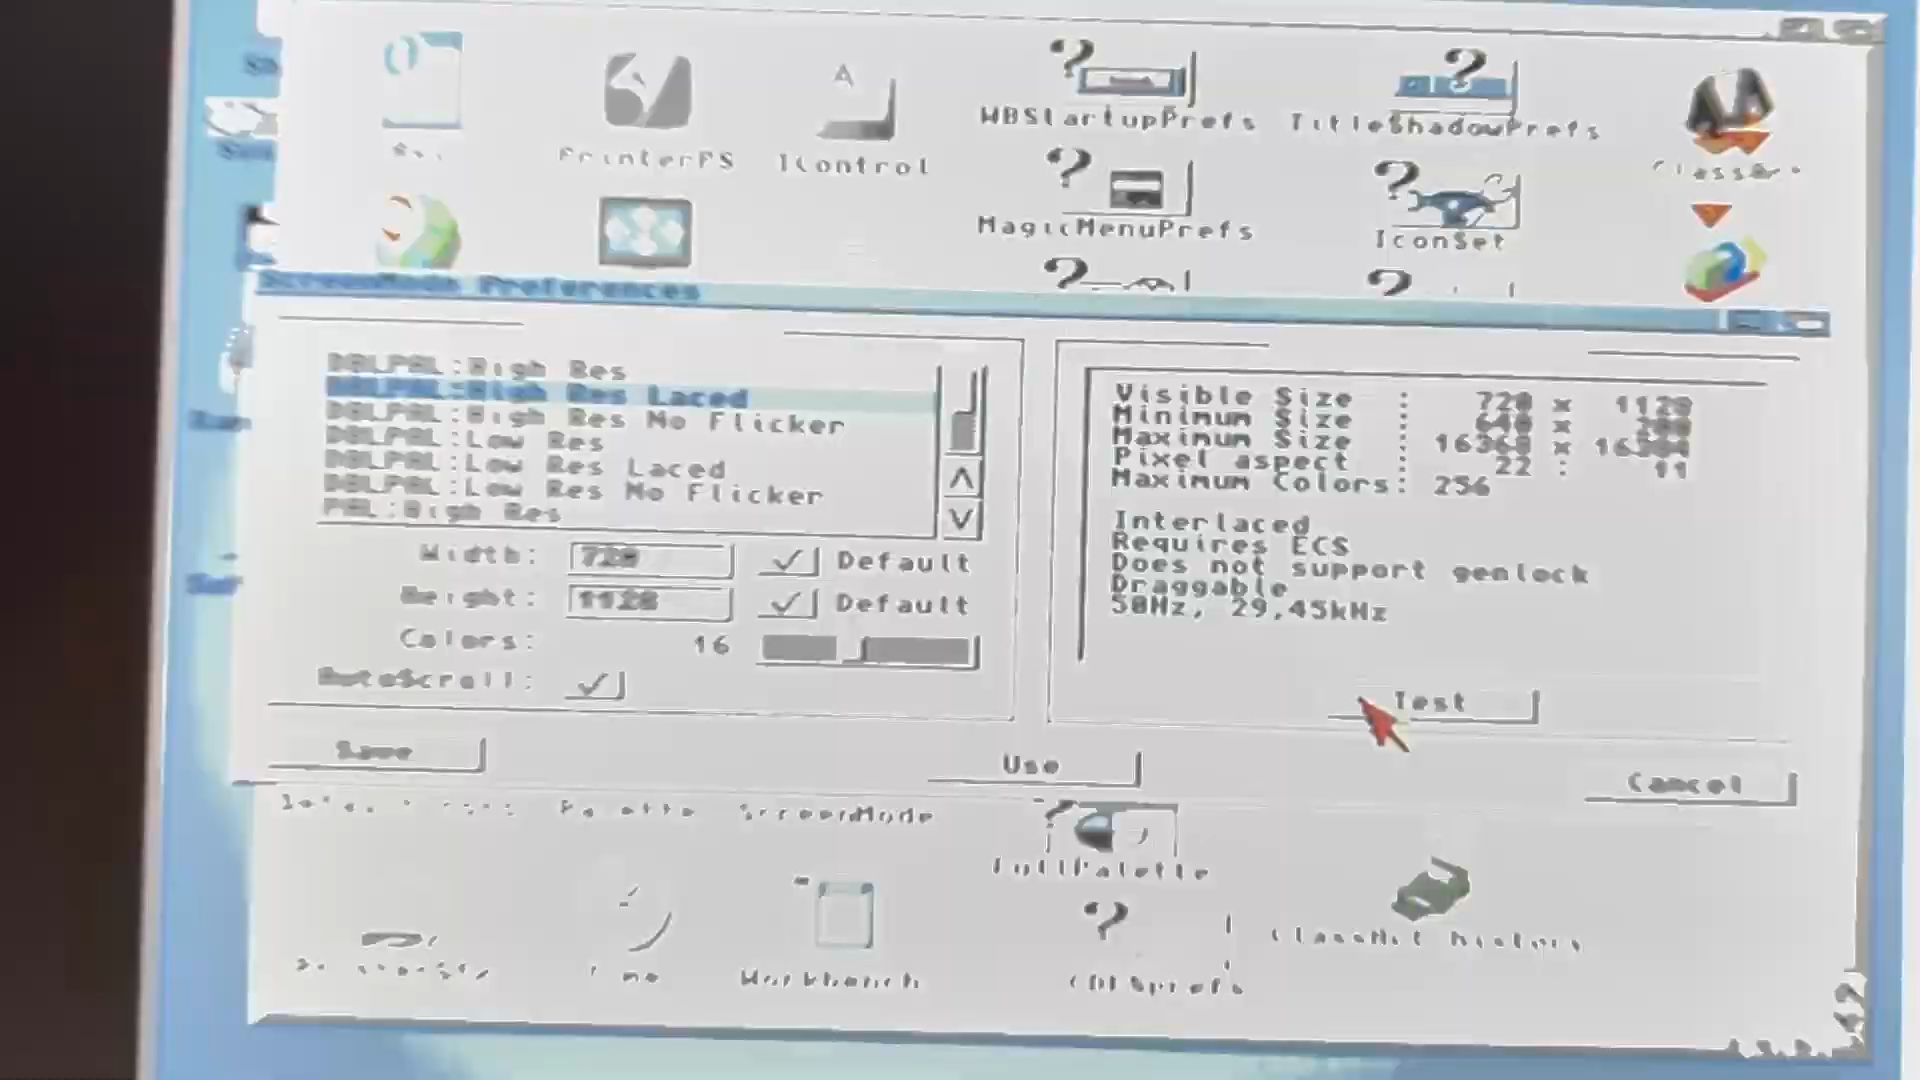 PrinterPS
IControl
WBStartupPrefs
TitleShadowPrefs
MagicMenuPrefs
IconSet
ScreenMode Preferences
DBLPAL:High Res
DBLPAL:High Res Laced
DBLPAL:High Res No Flicker
DBLPAL:Low Res
DBLPAL:Low Res Laced
DBLPAL:Low Res No Flicker
PAL:High Res
Width: 720 Default
Height: 1128 Default
Colors: 16
AutoScroll:
Visible Size : 720 x 1128
Minimum Size : 640 x
Maximum Size : 16368 x 16384
Pixel aspect : 22 : 11
Maximum Colors: 256
Interlaced
Requires ECS
Does not support genlock
Draggable
50Hz, 29,45kHz
Test
Save
Use
Cancel
Palette
ScreenMode
FullPalette
Time
Workbench